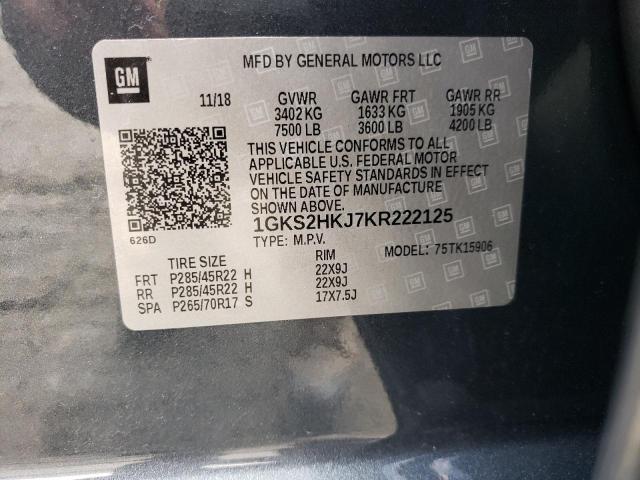 GM
MFD BY GENERAL MOTORS LLC
11/18 GVWR GAWR FRT GAWR RR
3402 KG 1633 KG 1905 KG
7500 LB 3600 LB 4200 LB
THIS VEHICLE CONFORMS TO ALL
APPLICABLE U.S. FEDERAL MOTOR
VEHICLE SAFETY STANDARDS IN EFFECT
ON THE DATE OF MANUFACTURE
SHOWN ABOVE.
1GKS2HKJ7KR222125
626D
TYPE: M.P.V. MODEL: 75TK15906
TIRE SIZE RIM
FRT P285/45R22 H 22X9J
RR P285/45R22 H 22X9J
SPA P265/70R17 S 17X7.5J